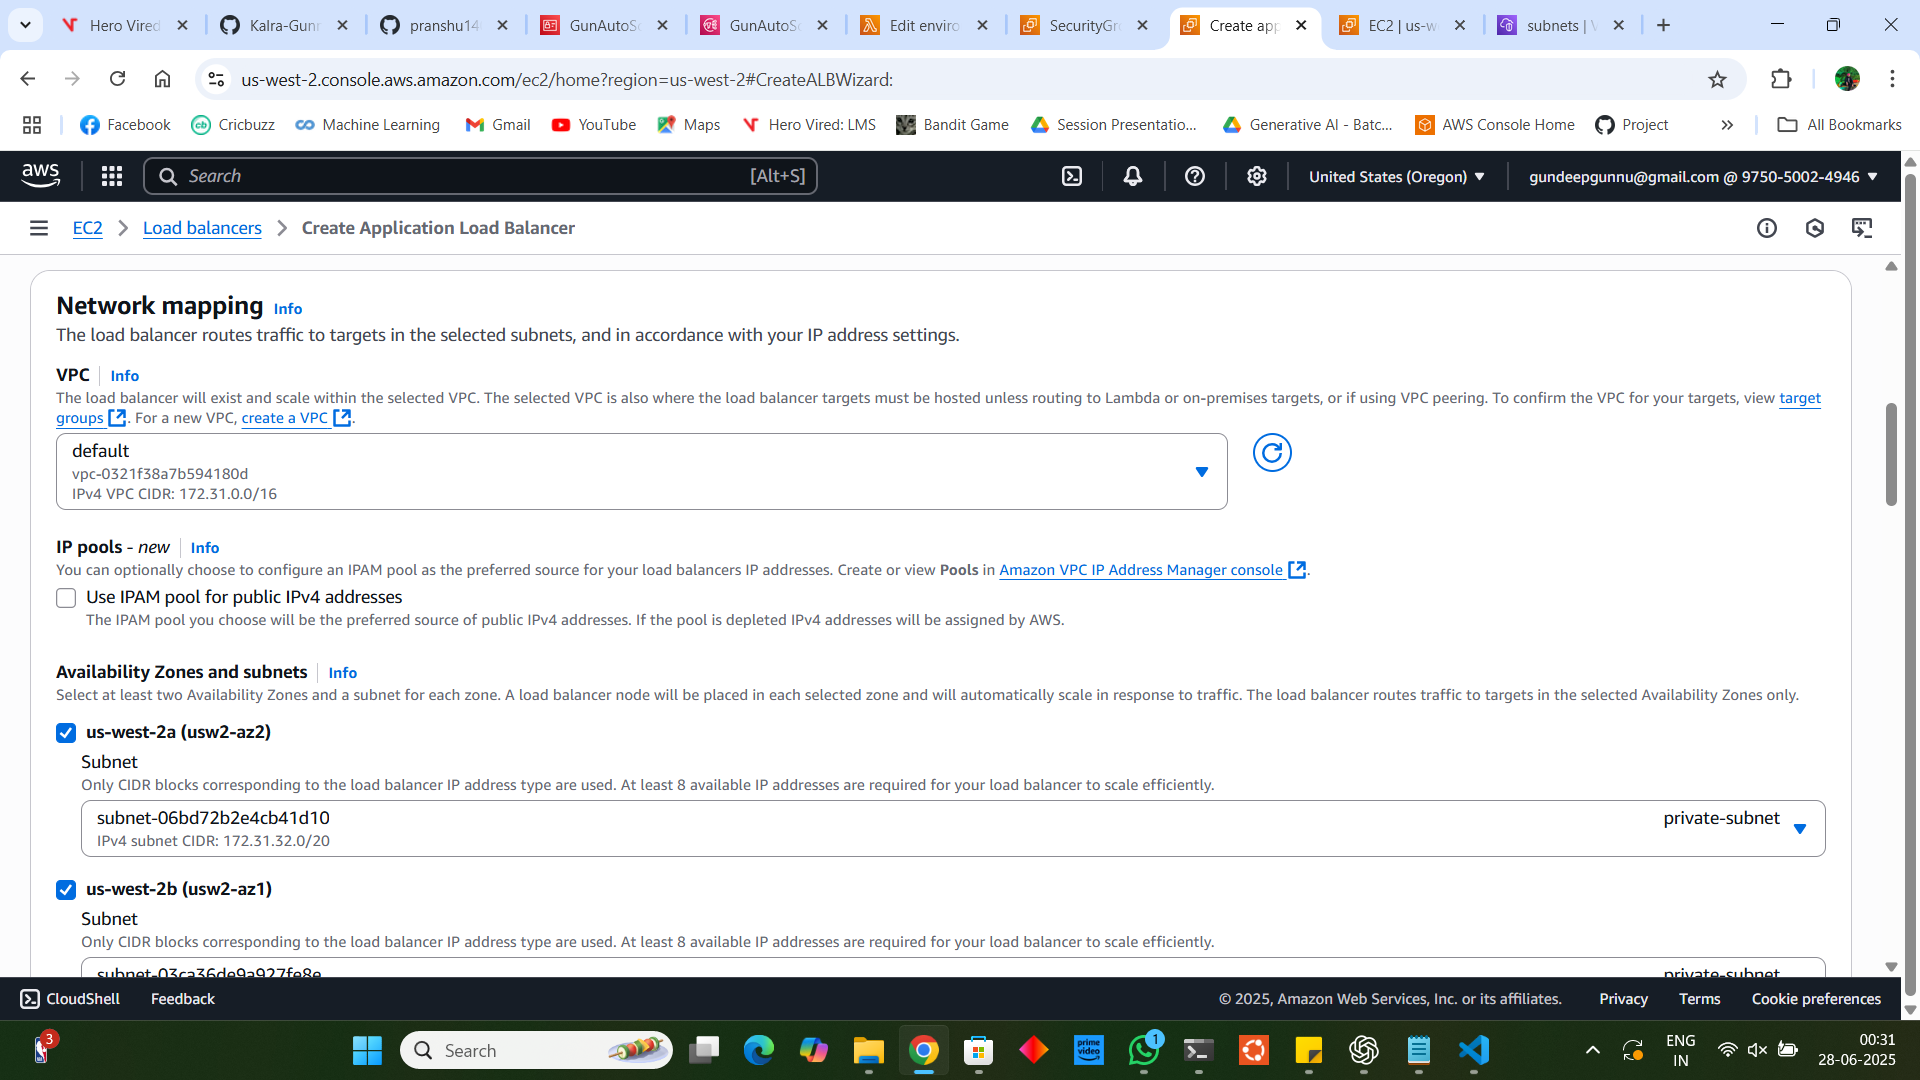 Hero Vired
Kalra-Gunn
pranshu14
GunAutoSc
GunAutoSc
Edit enviro
SecurityGr
Create app
EC2 | us-w
subnets | V
us-west-2.console.aws.amazon.com/ec2/home?region=us-west-2#CreateALBWizard:
Facebook
Cricbuzz
Machine Learning
Gmail
YouTube
Maps
Hero Vired: LMS
Bandit Game
Session Presentatio...
Generative AI - Batc...
AWS Console Home
Project
All Bookmarks
aws
Search
[Alt+S]
United States (Oregon)
gundeepgunnu@gmail.com @ 9750-5002-4946
EC2
Load balancers
Create Application Load Balancer
Network mapping Info
The load balancer routes traffic to targets in the selected subnets, and in accordance with your IP address settings.
VPC Info
The load balancer will exist and scale within the selected VPC. The selected VPC is also where the load balancer targets must be hosted unless routing to Lambda or on-premises targets, or if using VPC peering. To confirm the VPC for your targets, view target
groups. For a new VPC, create a VPC.
default
vpc-0321f38a7b594180d
IPv4 VPC CIDR: 172.31.0.0/16
IP pools - new Info
You can optionally choose to configure an IPAM pool as the preferred source for your load balancers IP addresses. Create or view Pools in Amazon VPC IP Address Manager console.
Use IPAM pool for public IPv4 addresses
The IPAM pool you choose will be the preferred source of public IPv4 addresses. If the pool is depleted IPv4 addresses will be assigned by AWS.
Availability Zones and subnets Info
Select at least two Availability Zones and a subnet for each zone. A load balancer node will be placed in each selected zone and will automatically scale in response to traffic. The load balancer routes traffic to targets in the selected Availability Zones only.
us-west-2a (usw2-az2)
Subnet
Only CIDR blocks corresponding to the load balancer IP address type are used. At least 8 available IP addresses are required for your load balancer to scale efficiently.
subnet-06bd72b2e4cb41d10
private-subnet
IPv4 subnet CIDR: 172.31.32.0/20
us-west-2b (usw2-az1)
Subnet
Only CIDR blocks corresponding to the load balancer IP address type are used. At least 8 available IP addresses are required for your load balancer to scale efficiently.
subnet-03ca36de9a927fe8e
private-subnet
CloudShell
Feedback
© 2025, Amazon Web Services, Inc. or its affiliates.
Privacy
Terms
Cookie preferences
3
Search
prime video
1
ENG
IN
00:31
28-06-2025